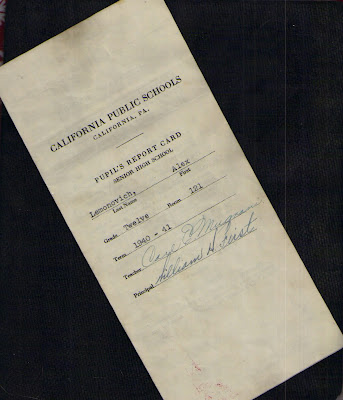 CALIFORNIA PUBLIC SCHOOLS
CALIFORNIA, PA.
PUPIL'S REPORT CARD
SENIOR HIGH SCHOOL
Lemonovich, Alex
Last Name First
Grade Twelve Room 121
Term 1940 - 41
Teacher
Principal William H.